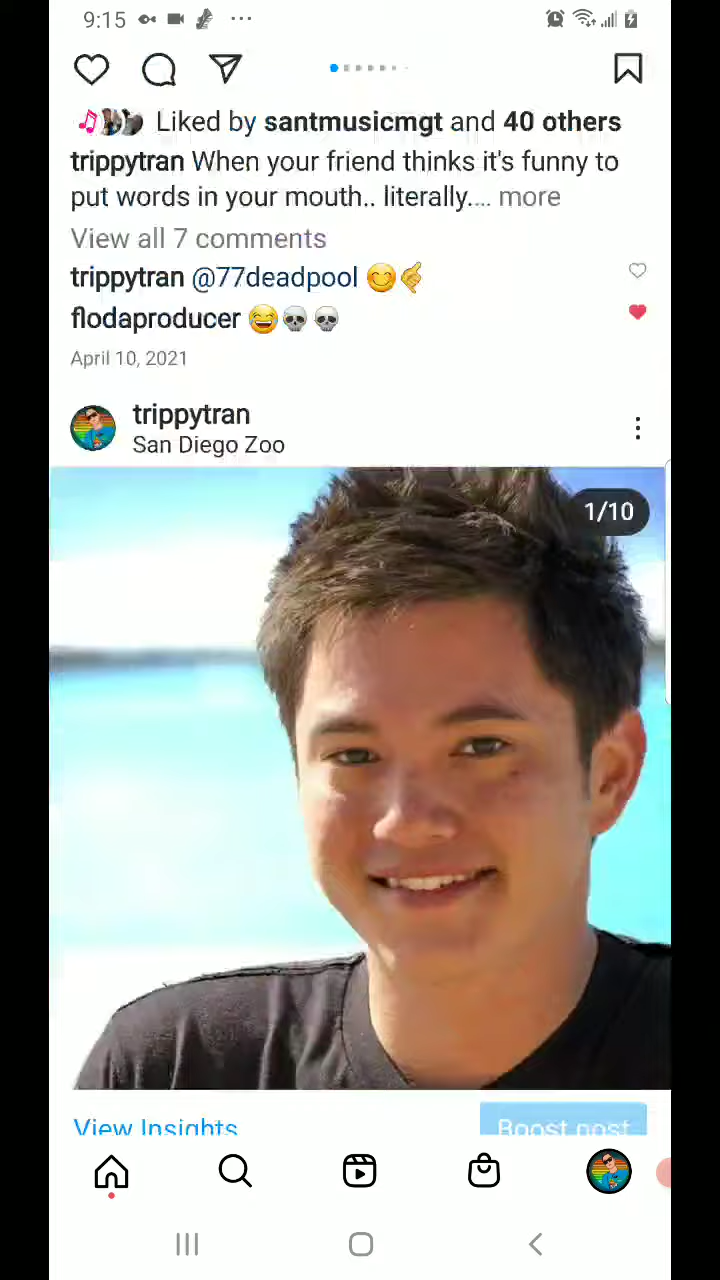 9:15
Liked by santmusicmgt and 40 others
trippytran When your friend thinks it's funny to
put words in your mouth.. literally.... more
View all 7 comments
trippytran @77deadpool 😊🤙
flodaproducer 😂💀💀
April 10, 2021
trippytran
San Diego Zoo
1/10
View Insights
Boost post